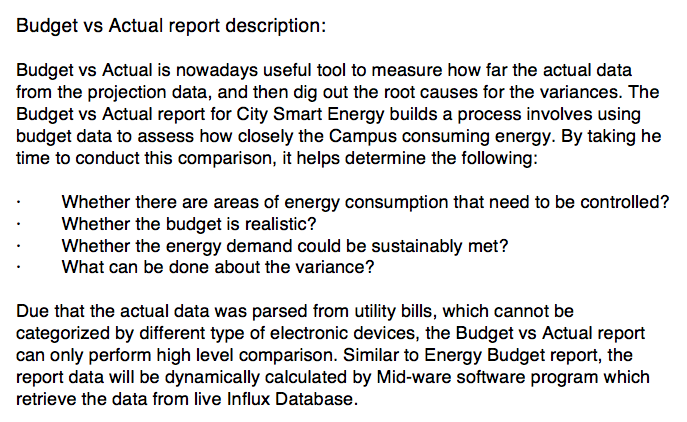 Budget vs Actual report description:
Budget vs Actual is nowadays useful tool to measure how far the actual data
from the projection data, and then dig out the root causes for the variances. The
Budget vs Actual report for City Smart Energy builds a process involves using
budget data to assess how closely the Campus consuming energy. By taking he
time to conduct this comparison, it helps determine the following:
· Whether there are areas of energy consumption that need to be controlled?
· Whether the budget is realistic?
· Whether the energy demand could be sustainably met?
· What can be done about the variance?
Due that the actual data was parsed from utility bills, which cannot be
categorized by different type of electronic devices, the Budget vs Actual report
can only perform high level comparison. Similar to Energy Budget report, the
report data will be dynamically calculated by Mid-ware software program which
retrieve the data from live Influx Database.